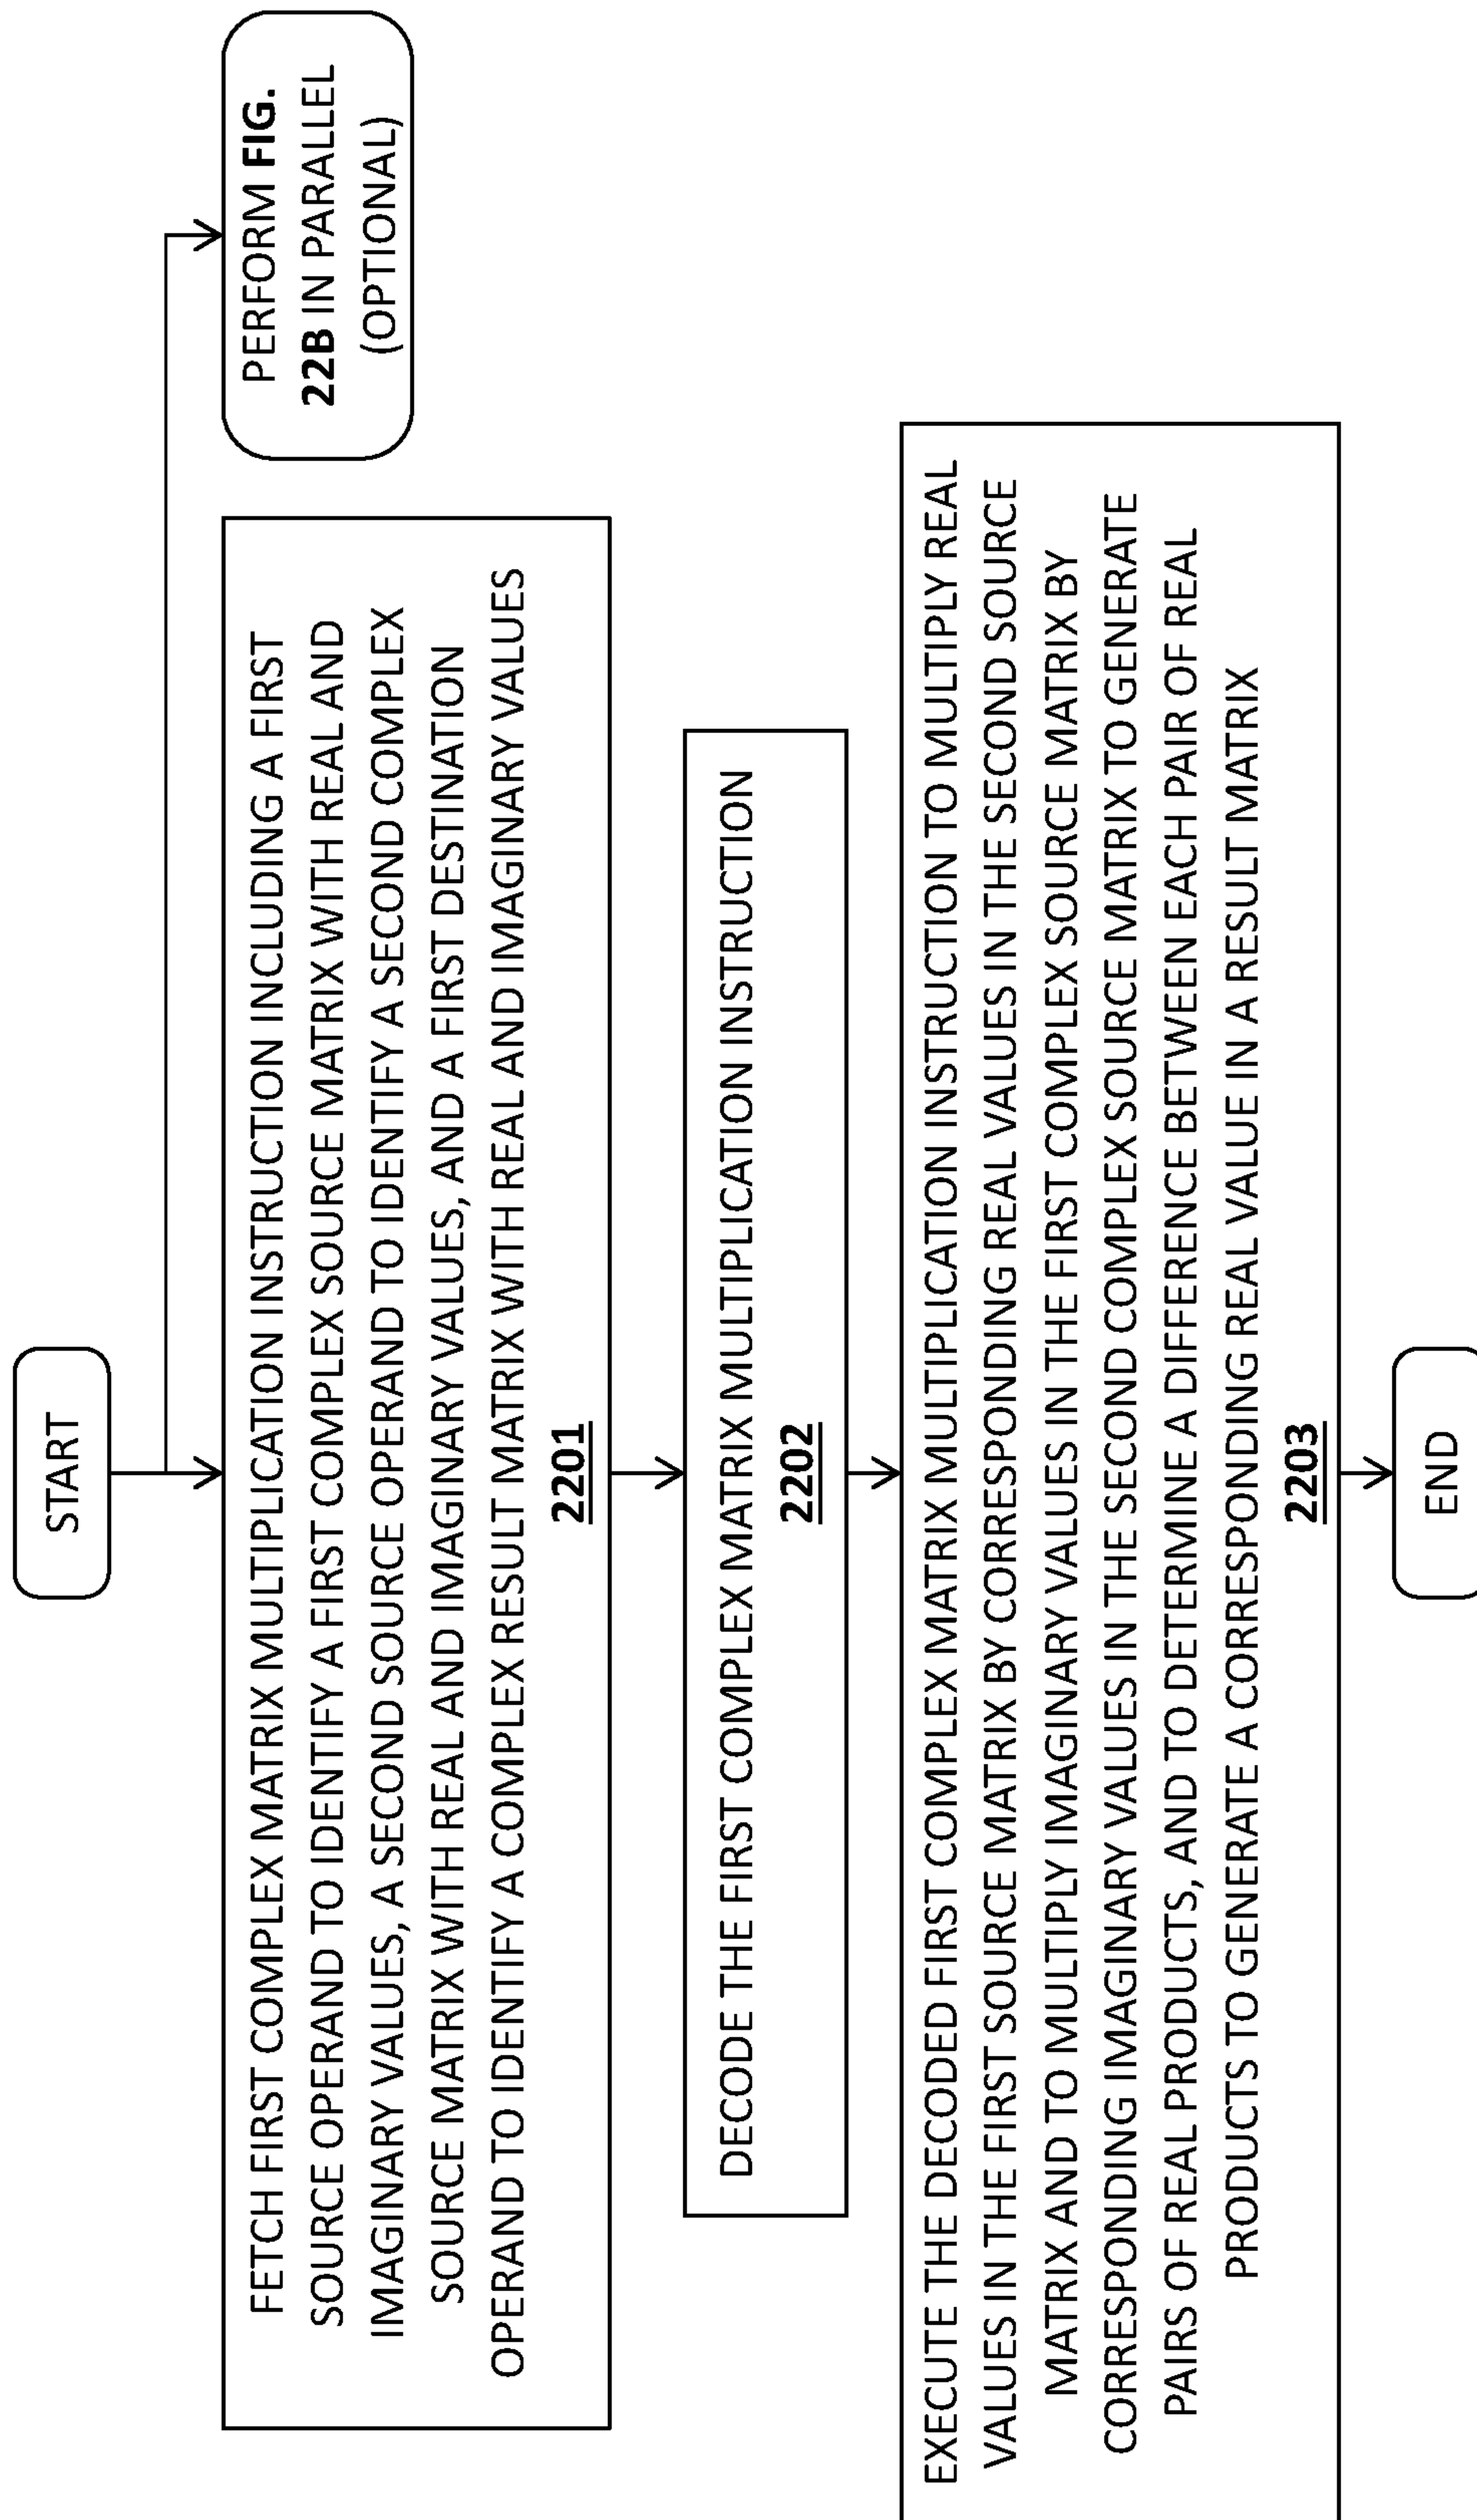 START
PERFORM FIG.
22B IN PARALLEL
(OPTIONAL)
FETCH FIRST COMPLEX MATRIX MULTIPLICATION INSTRUCTION INCLUDING A FIRST
SOURCE OPERAND TO IDENTIFY A FIRST COMPLEX SOURCE MATRIX WITH REAL AND
IMAGINARY VALUES, A SECOND SOURCE OPERAND TO IDENTIFY A SECOND COMPLEX
SOURCE MATRIX WITH REAL AND IMAGINARY VALUES, AND A FIRST DESTINATION
OPERAND TO IDENTIFY A COMPLEX RESULT MATRIX WITH REAL AND IMAGINARY VALUES
2201
DECODE THE FIRST COMPLEX MATRIX MULTIPLICATION INSTRUCTION
2202
EXECUTE THE DECODED FIRST COMPLEX MATRIX MULTIPLICATION INSTRUCTION TO MULTIPLY REAL
VALUES IN THE FIRST SOURCE MATRIX BY CORRESPONDING REAL VALUES IN THE SECOND SOURCE
MATRIX AND TO MULTIPLY IMAGINARY VALUES IN THE FIRST COMPLEX SOURCE MATRIX BY
CORRESPONDING IMAGINARY VALUES IN THE SECOND COMPLEX SOURCE MATRIX TO GENERATE
PAIRS OF REAL PRODUCTS, AND TO DETERMINE A DIFFERENCE BETWEEN EACH PAIR OF REAL
PRODUCTS TO GENERATE A CORRESPONDING REAL VALUE IN A RESULT MATRIX
2203
END